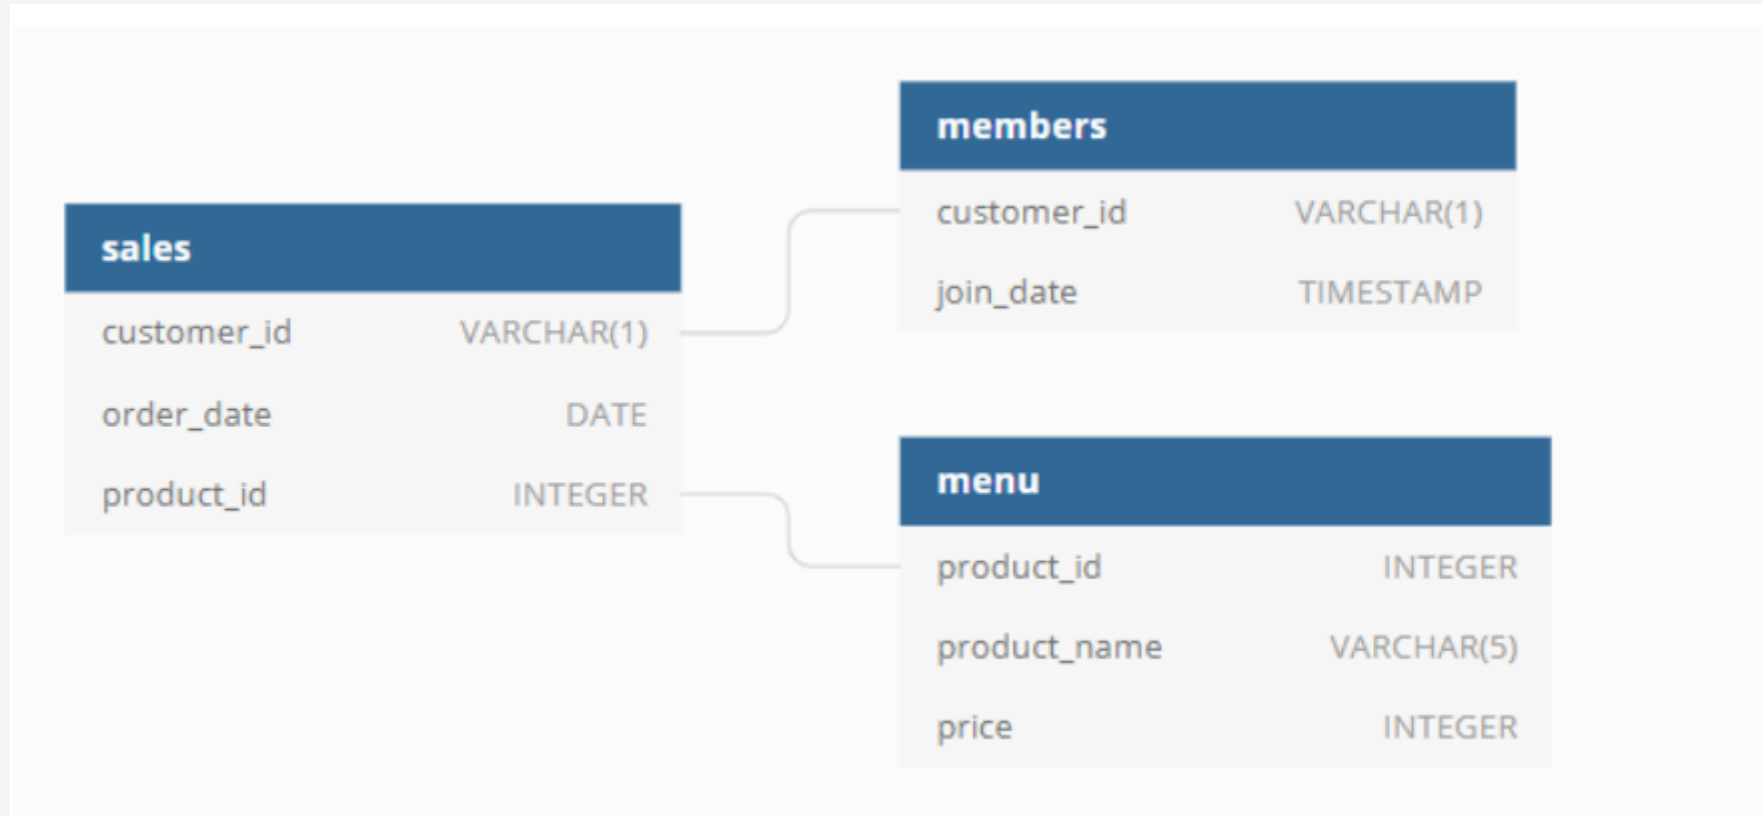 sales
customer_id VARCHAR(1)
order_date DATE
product_id INTEGER
members
customer_id VARCHAR(1)
join_date TIMESTAMP
menu
product_id INTEGER
product_name VARCHAR(5)
price INTEGER